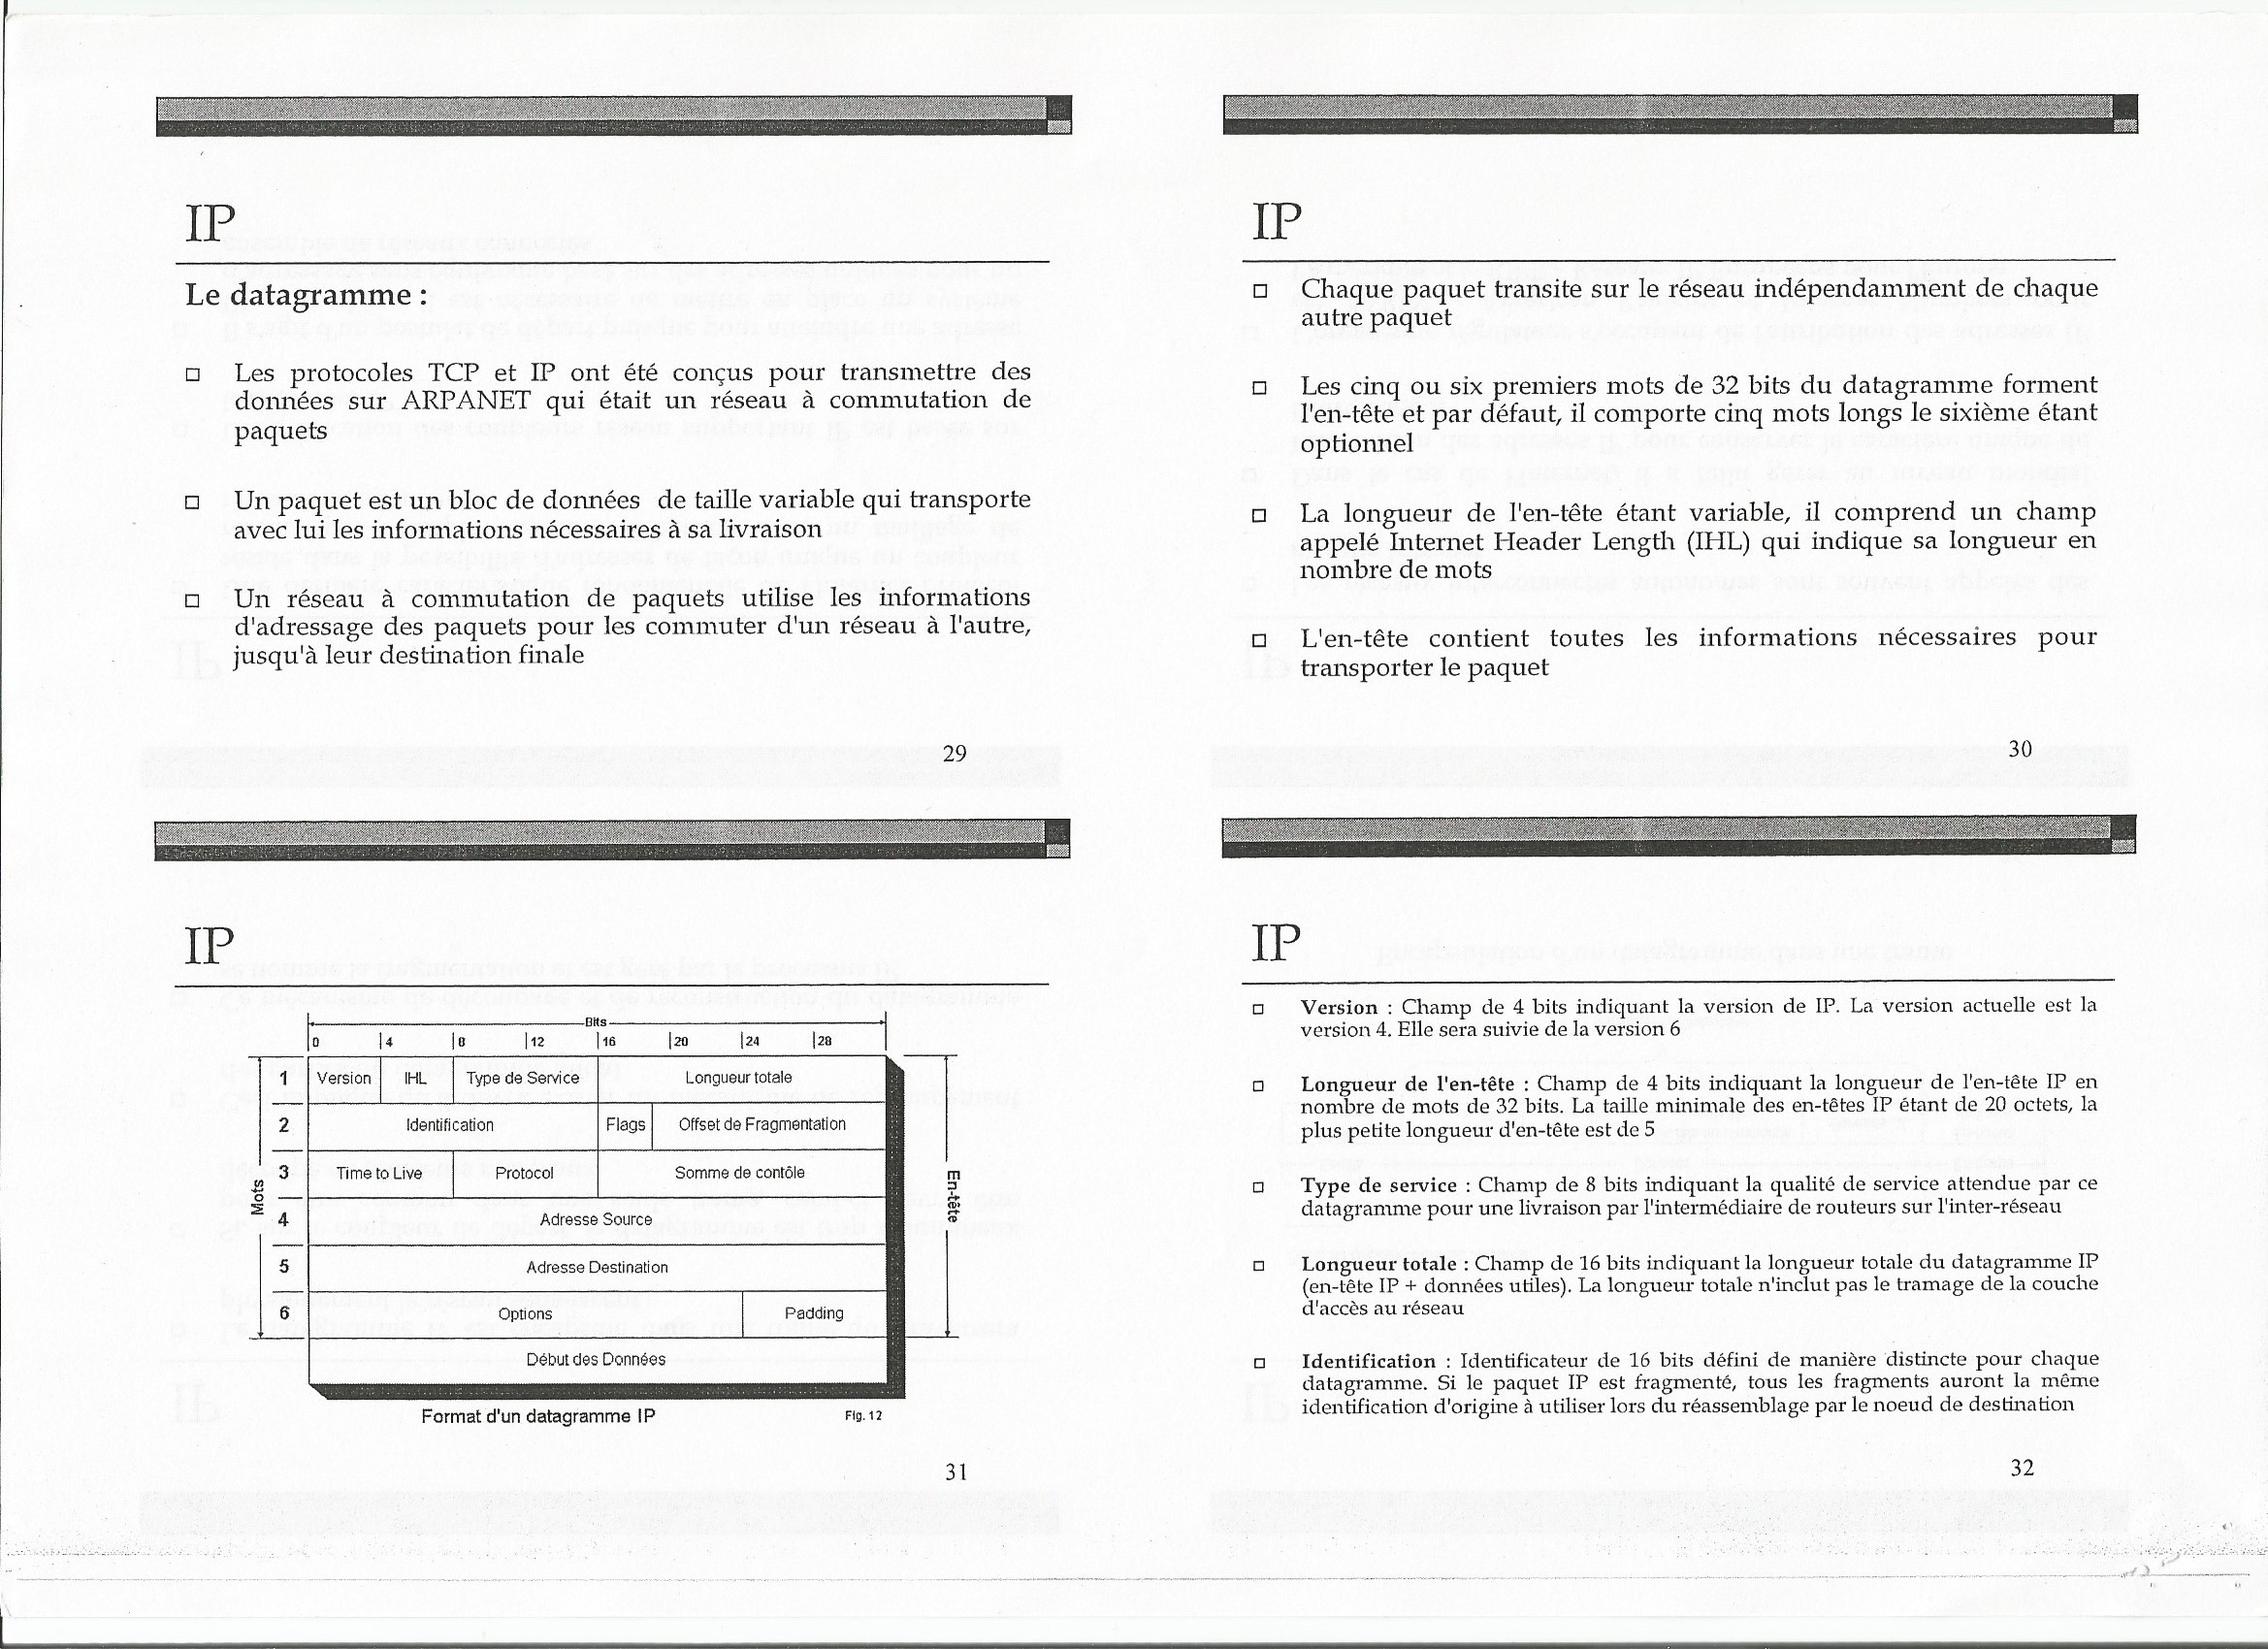 IP
Le datagramme :
□ Les protocoles TCP et IP ont été conçus pour transmettre des
données sur ARPANET qui était un réseau à commutation de
paquets
□ Un paquet est un bloc de données de taille variable qui transporte
avec lui les informations nécessaires à sa livraison
□ Un réseau à commutation de paquets utilise les informations
d'adressage des paquets pour les commuter d'un réseau à l'autre,
jusqu'à leur destination finale
29
IP
□ Chaque paquet transite sur le réseau indépendamment de chaque
autre paquet
□ Les cinq ou six premiers mots de 32 bits du datagramme forment
l'en-tête et par défaut, il comporte cinq mots longs le sixième étant
optionnel
□ La longueur de l'en-tête étant variable, il comprend un champ
appelé Internet Header Length (IHL) qui indique sa longueur en
nombre de mots
□ L'en-tête contient toutes les informations nécessaires pour
transporter le paquet
30
IP
Bits
0 4 8 12 16 20 24 28
1 Version IHL Type de Service Longueur totale
2 Identification Flags Offset de Fragmentation
3 Time to Live Protocol Somme de contôle
4 Adresse Source
5 Adresse Destination
6 Options Padding
Début des Données
Mots
En-tête
Format d'un datagramme IP Fig. 12
31
IP
□ Version : Champ de 4 bits indiquant la version de IP. La version actuelle est la
version 4. Elle sera suivie de la version 6
□ Longueur de l'en-tête : Champ de 4 bits indiquant la longueur de l'en-tête IP en
nombre de mots de 32 bits. La taille minimale des en-têtes IP étant de 20 octets, la
plus petite longueur d'en-tête est de 5
□ Type de service : Champ de 8 bits indiquant la qualité de service attendue par ce
datagramme pour une livraison par l'intermédiaire de routeurs sur l'inter-réseau
□ Longueur totale : Champ de 16 bits indiquant la longueur totale du datagramme IP
(en-tête IP + données utiles). La longueur totale n'inclut pas le tramage de la couche
d'accès au réseau
□ Identification : Identificateur de 16 bits défini de manière distincte pour chaque
datagramme. Si le paquet IP est fragmenté, tous les fragments auront la même
identification d'origine à utiliser lors du réassemblage par le noeud de destination
32